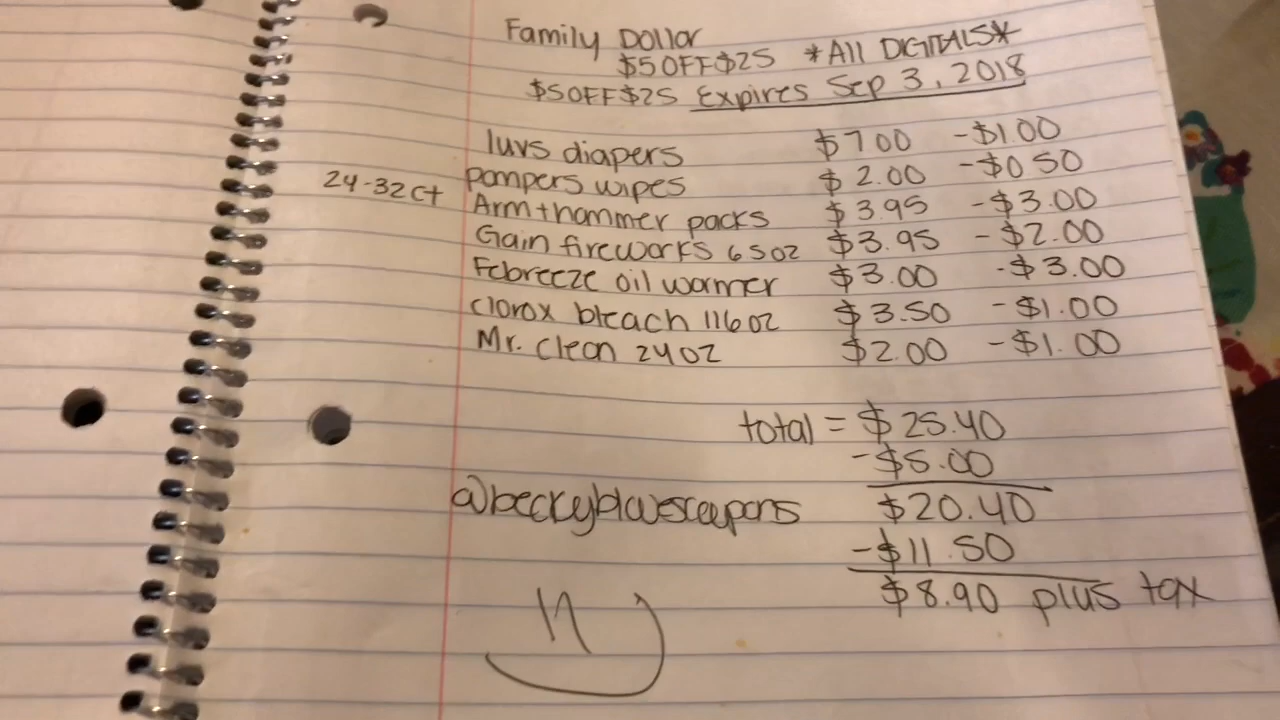 Family Dollar
$5OFF$25 *All DIGITALS*
$5OFF$25 Expires Sep 3, 2018
luvs diapers $7.00 -$1.00
pampers wipes $2.00 -$0.50
24-32ct Arm+hammer packs $3.95 -$3.00
Gain fireworks 6.5oz $3.95 -$2.00
Febreeze oil warmer $3.00 -$3.00
Clorox bleach 116oz $3.50 -$1.00
Mr. Clean 24oz $2.00 -$1.00
total = $25.40
-$5.00
$20.40
-$11.50
$8.90 plus tax